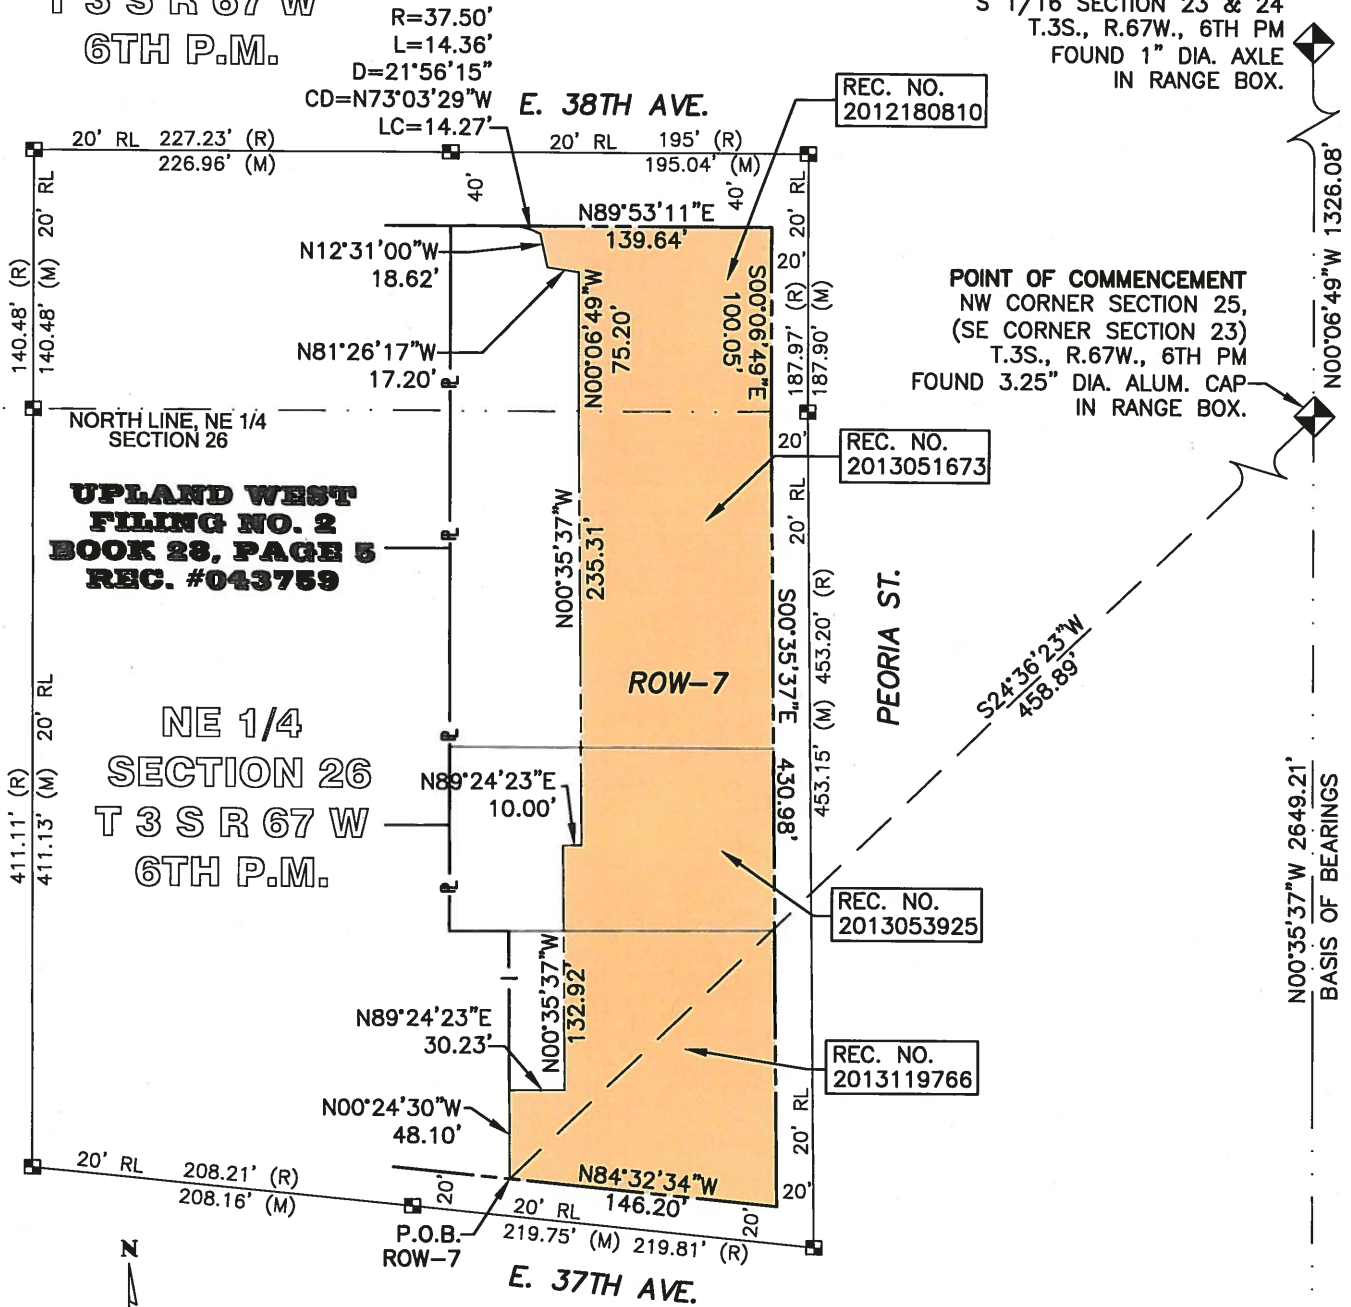 T 3 S R 67 W
6TH P.M.
R=37.50'
L=14.36'
D=21°56'15"
CD=N73°03'29"W
LC=14.27'
E. 38TH AVE.
REC. NO.
2012180810
S 1/16 SECTION 23 & 24
T.3S., R.67W., 6TH PM
FOUND 1" DIA. AXLE
IN RANGE BOX.
20' RL 227.23' (R)
226.96' (M)
20' RL 195' (R)
195.04' (M)
40'
40'
20' RL
20' RL
20'
N89°53'11"E
139.64'
N12°31'00"W
18.62'
N81°26'17"W
17.20'
N00°06'49"W
75.20'
S00°06'49"E
100.05'
187.97' (R)
187.90' (M)
140.48' (R)
140.48' (M)
N00°06'49"W 1326.08'
POINT OF COMMENCEMENT
NW CORNER SECTION 25,
(SE CORNER SECTION 23)
T.3S., R.67W., 6TH PM
FOUND 3.25" DIA. ALUM. CAP
IN RANGE BOX.
NORTH LINE, NE 1/4
SECTION 26
20'
20' RL
REC. NO.
2013051673
UPLAND WEST
FILING NO. 2
BOOK 28, PAGE 5
REC. #043759
PL
PL
PL
PL
N00°35'37"W
235.31'
ROW-7
S00°35'37"E 430.98'
453.15' (M) 453.20' (R)
PEORIA ST.
S24°36'23"W
458.89'
NE 1/4
SECTION 26
T 3 S R 67 W
6TH P.M.
20' RL
411.11' (R)
411.13' (M)
N89°24'23"E
10.00'
N00°35'37"W 2649.21'
BASIS OF BEARINGS
REC. NO.
2013053925
N00°35'37"W
132.92'
N89°24'23"E
30.23'
REC. NO.
2013119766
N00°24'30"W
48.10'
20' RL
20'
20' RL 208.21' (R)
208.16' (M)
N84°32'34"W
146.20'
20'
20'
20' RL
219.75' (M) 219.81' (R)
P.O.B.
ROW-7
E. 37TH AVE.
N